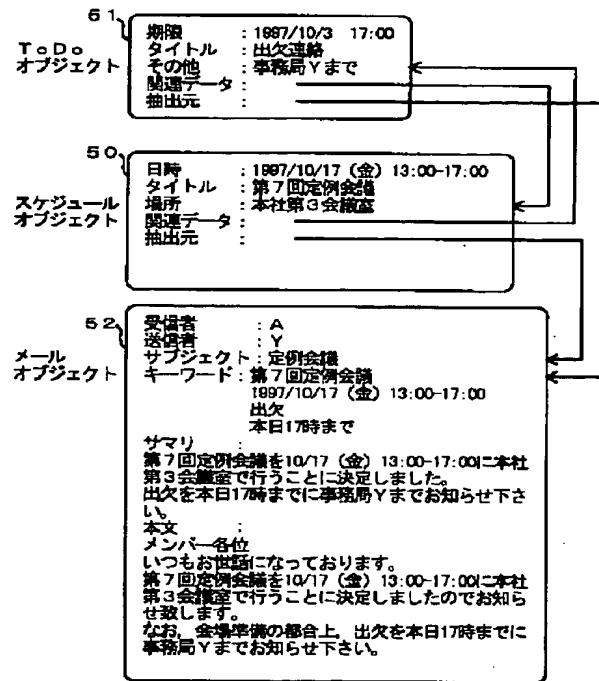 51
ToDo
オブジェクト
期限 : 1997/10/3 17:00
タイトル : 出欠連絡
その他 : 事務局Yまで
関連データ :
抽出元 :
50
スケジュール
オブジェクト
日時 : 1997/10/17 (金) 13:00-17:00
タイトル : 第7回定例会議
場所 : 本社第3会議室
関連データ :
抽出元 :
52
メール
オブジェクト
受信者 : A
送信者 : Y
サブジェクト : 定例会議
キーワード : 第7回定例会議
1997/10/17 (金) 13:00-17:00
出欠
本日17時まで
サマリ :
第7回定例会議を10/17 (金) 13:00-17:00に本社
第3会議室で行うことに決定しました。
出欠を本日17時までに事務局Yまでお知らせ下さ
い。
本文 :
メンバー各位
いつもお世話になっております。
第7回定例会議を10/17 (金) 13:00-17:00に本社
第3会議室で行うことに決定しましたのでお知ら
せ致します。
なお、会場準備の都合上、出欠を本日17時までに
事務局Yまでお知らせ下さい。